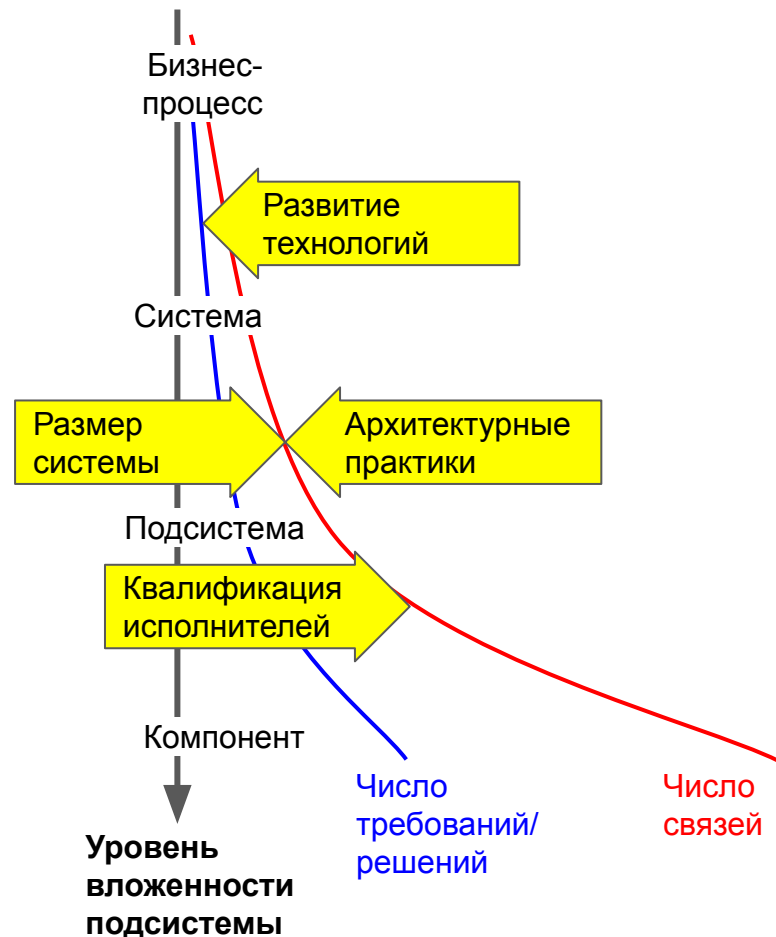 Бизнес-
процесс
Развитие
технологий
Система
Размер
системы
Архитектурные
практики
Подсистема
Квалификация
исполнителей
Компонент
Число
требований/
решений
Число
связей
Уровень
вложенности
подсистемы